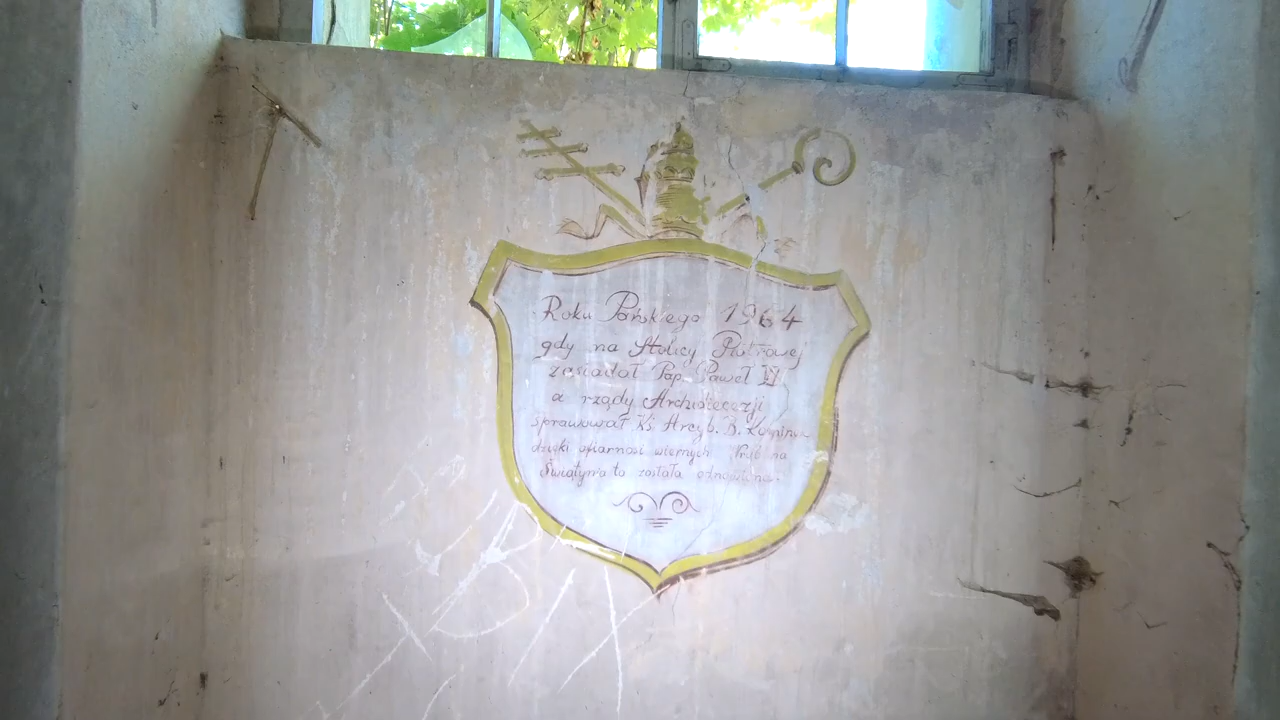 Roku Pańskiego 1964
gdy na Stolicy Piotrowej
zasiadał Pap. Paweł VI
a rządy Archidiecezji
sprawował Ks. Arcyb. B. Kominek
dzięki ofiarności wiernych na
Świątynia ta została odnowiona.